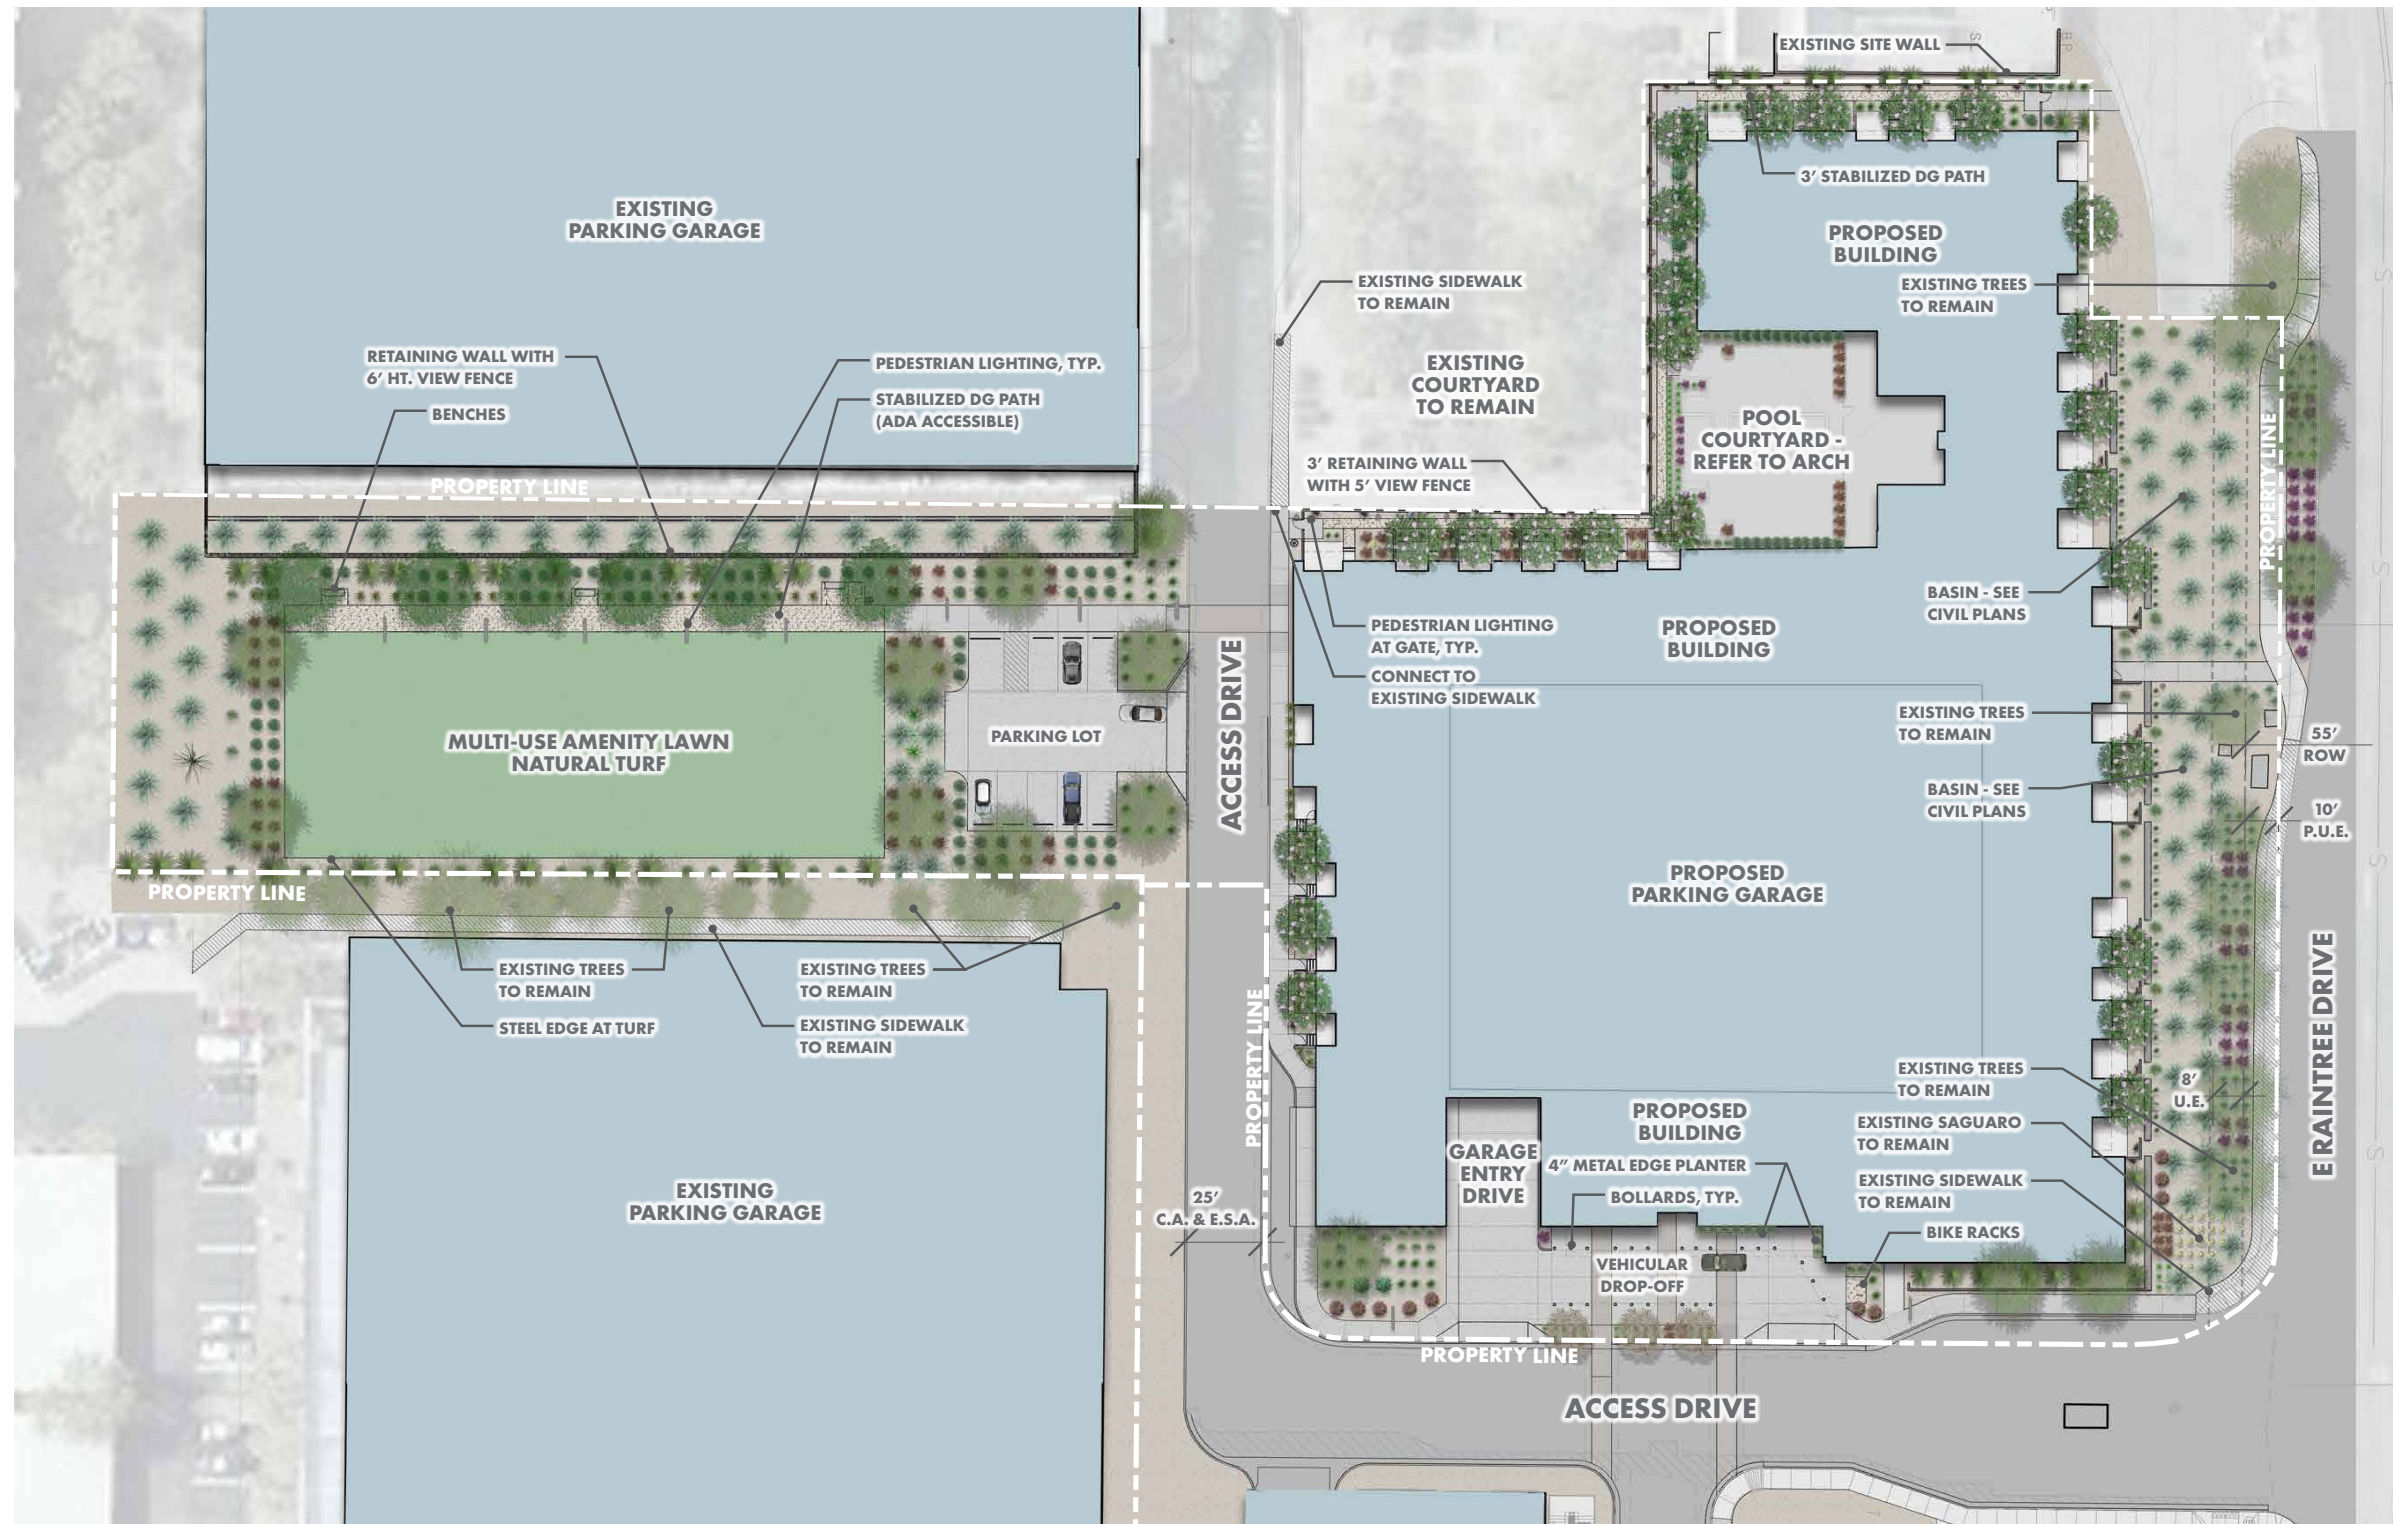 EXISTING SITE WALL
3' STABILIZED DG PATH
EXISTING
PARKING GARAGE
PROPOSED
BUILDING
EXISTING TREES
TO REMAIN
EXISTING SIDEWALK
TO REMAIN
EXISTING
COURTYARD
TO REMAIN
RETAINING WALL WITH
6' HT. VIEW FENCE
BENCHES
PEDESTRIAN LIGHTING, TYP.
STABILIZED DG PATH
(ADA ACCESSIBLE)
POOL
COURTYARD -
REFER TO ARCH
3' RETAINING WALL
WITH 5' VIEW FENCE
PROPERTY LINE
PROPERTY LINE
BASIN - SEE
CIVIL PLANS
PEDESTRIAN LIGHTING
AT GATE, TYP.
CONNECT TO
EXISTING SIDEWALK
PROPOSED
BUILDING
ACCESS DRIVE
MULTI-USE AMENITY LAWN
NATURAL TURF
PARKING LOT
EXISTING TREES
TO REMAIN
55'
ROW
BASIN - SEE
CIVIL PLANS
10'
P.U.E.
PROPERTY LINE
PROPOSED
PARKING GARAGE
EXISTING TREES
TO REMAIN
EXISTING TREES
TO REMAIN
STEEL EDGE AT TURF
EXISTING SIDEWALK
TO REMAIN
PROPERTY LINE
E RAINTREE DRIVE
EXISTING TREES
TO REMAIN
8'
U.E.
PROPOSED
BUILDING
EXISTING SAGUARO
TO REMAIN
GARAGE
ENTRY
DRIVE
4" METAL EDGE PLANTER
BOLLARDS, TYP.
EXISTING SIDEWALK
TO REMAIN
BIKE RACKS
EXISTING
PARKING GARAGE
25'
C.A. & E.S.A.
VEHICULAR
DROP-OFF
PROPERTY LINE
ACCESS DRIVE